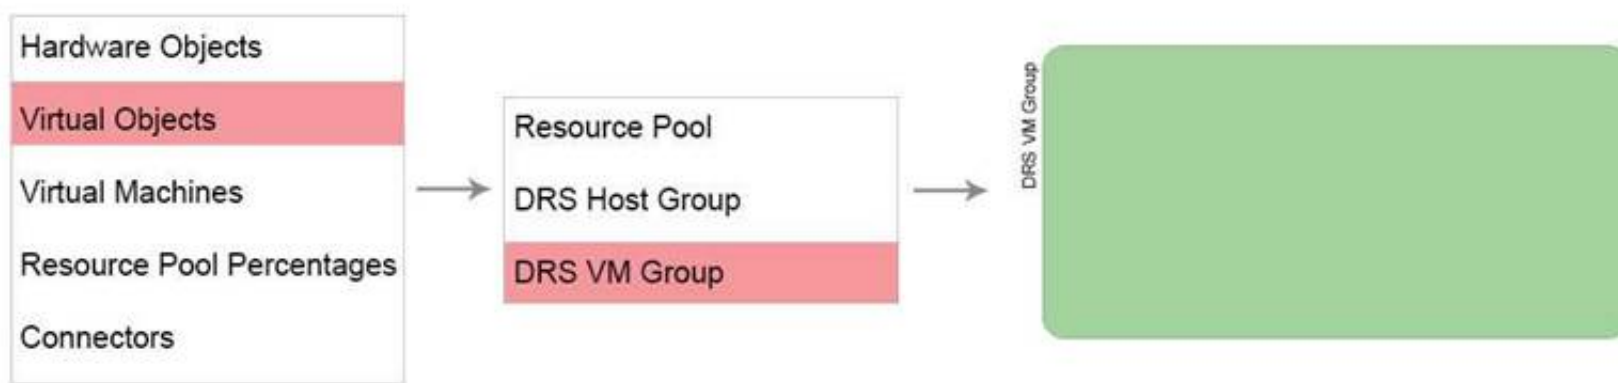 Hardware Objects
Virtual Objects
Virtual Machines
Resource Pool Percentages
Connectors
Resource Pool
DRS Host Group
DRS VM Group
DRS VM Group